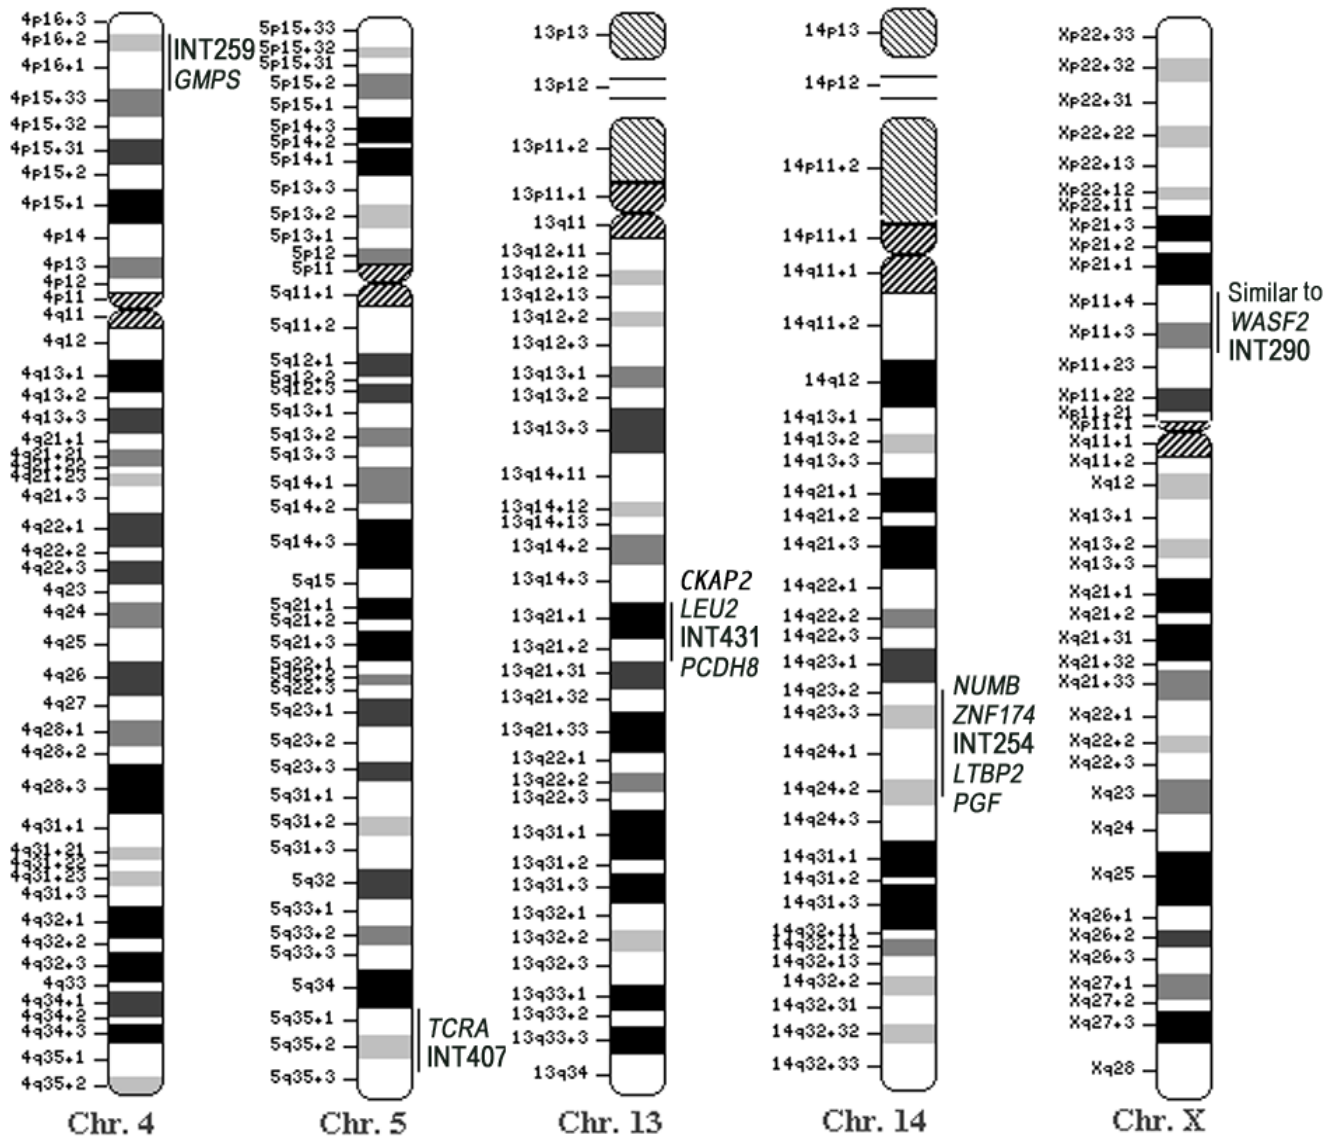 4p16+3
4p16+2
4p16+1
4p15+33
4p15+32
4p15+31
4p15+2
4p15+1
4p14
4p13
4p12
4p11
4q11
4q12
4q13+1
4q13+2
4q13+3
4q21+1
4q21+21
4q21+22
4q21+23
4q21+3
4q22+1
4q22+2
4q22+3
4q23
4q24
4q25
4q26
4q27
4q28+1
4q28+2
4q28+3
4q31+1
4q31+21
4q31+22
4q31+23
4q31+3
4q32+1
4q32+2
4q32+3
4q33
4q34+1
4q34+2
4q34+3
4q35+1
4q35+2
INT259
GMPS
Chr. 4
5p15+33
5p15+32
5p15+31
5p15+2
5p15+1
5p14+3
5p14+2
5p14+1
5p13+3
5p13+2
5p13+1
5p12
5p11
5q11+1
5q11+2
5q12+1
5q12+2
5q12+3
5q13+1
5q13+2
5q13+3
5q14+1
5q14+2
5q14+3
5q15
5q21+1
5q21+2
5q21+3
5q22+1
5q22+2
5q22+3
5q23+1
5q23+2
5q23+3
5q31+1
5q31+2
5q31+3
5q32
5q33+1
5q33+2
5q33+3
5q34
5q35+1
5q35+2
5q35+3
TCRA
INT407
Chr. 5
13p13
13p12
13p11+2
13p11+1
13q11
13q12+11
13q12+12
13q12+13
13q12+2
13q12+3
13q13+1
13q13+2
13q13+3
13q14+11
13q14+12
13q14+13
13q14+2
13q14+3
13q21+1
13q21+2
13q21+31
13q21+32
13q21+33
13q22+1
13q22+2
13q22+3
13q31+1
13q31+2
13q31+3
13q32+1
13q32+2
13q32+3
13q33+1
13q33+2
13q33+3
13q34
CKAP2
LEU2
INT431
PCDH8
Chr. 13
14p13
14p12
14p11+2
14p11+1
14q11+1
14q11+2
14q12
14q13+1
14q13+2
14q13+3
14q21+1
14q21+2
14q21+3
14q22+1
14q22+2
14q22+3
14q23+1
14q23+2
14q23+3
14q24+1
14q24+2
14q24+3
14q31+1
14q31+2
14q31+3
14q32+11
14q32+12
14q32+13
14q32+2
14q32+31
14q32+32
14q32+33
NUMB
ZNF174
INT254
LTBP2
PGF
Chr. 14
Xp22+33
Xp22+32
Xp22+31
Xp22+22
Xp22+13
Xp22+12
Xp22+11
Xp21+3
Xp21+2
Xp21+1
Xp11+4
Xp11+3
Xp11+23
Xp11+22
Xp11+21
Xp11+1
Xq11+1
Xq11+2
Xq12
Xq13+1
Xq13+2
Xq13+3
Xq21+1
Xq21+2
Xq21+31
Xq21+32
Xq21+33
Xq22+1
Xq22+2
Xq22+3
Xq23
Xq24
Xq25
Xq26+1
Xq26+2
Xq26+3
Xq27+1
Xq27+2
Xq27+3
Xq28
Similar to
WASF2
INT290
Chr. X